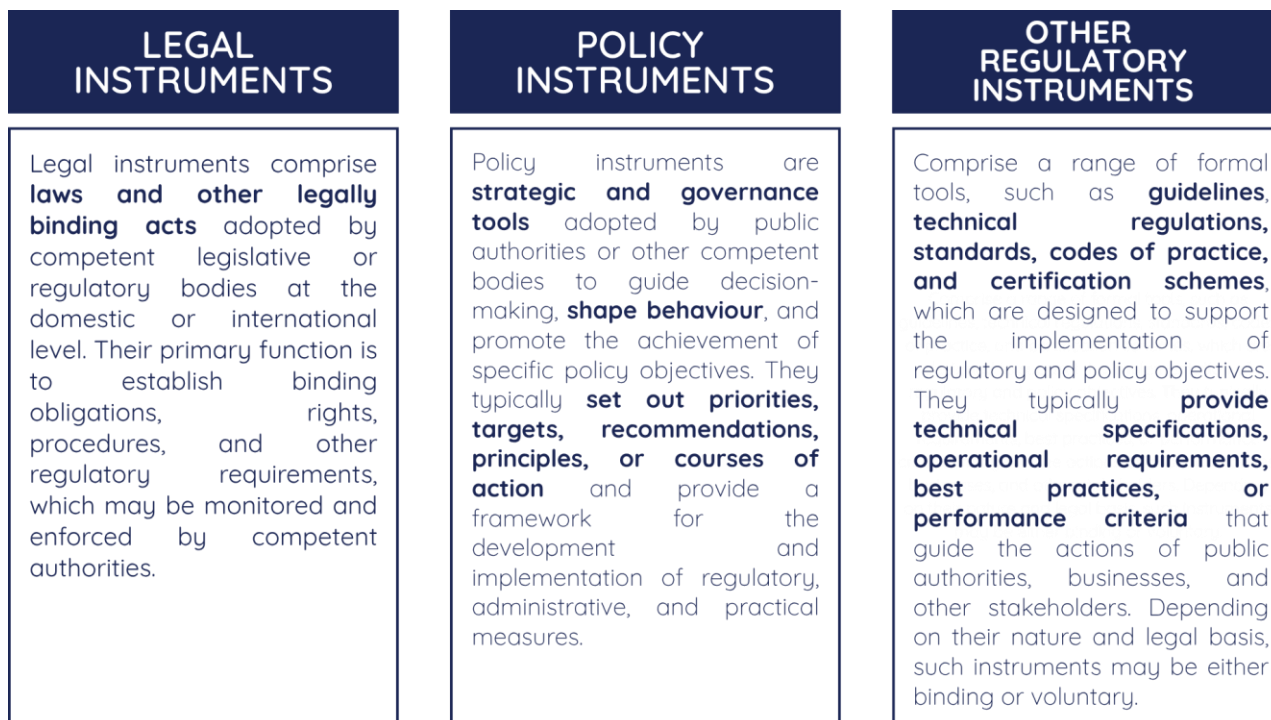 LEGAL
INSTRUMENTS
Legal instruments comprise
laws and other legally
binding acts adopted by
competent legislative or
regulatory bodies at the
domestic or international
level. Their primary function is
to establish binding
obligations, rights,
procedures, and other
regulatory requirements,
which may be monitored and
enforced by competent
authorities.
POLICY
INSTRUMENTS
Policy instruments are
strategic and governance
tools adopted by public
authorities or other competent
bodies to guide decision-
making, shape behaviour, and
promote the achievement of
specific policy objectives. They
typically set out priorities,
targets, recommendations,
principles, or courses of
action and provide a
framework for the
development and
implementation of regulatory,
administrative, and practical
measures.
OTHER
REGULATORY
INSTRUMENTS
Comprise a range of formal
tools, such as guidelines,
technical regulations,
standards, codes of practice,
and certification schemes,
which are designed to support
the implementation of
regulatory and policy objectives.
They typically provide
technical specifications,
operational requirements,
best practices, or
performance criteria that
guide the actions of public
authorities, businesses, and
other stakeholders. Depending
on their nature and legal basis,
such instruments may be either
binding or voluntary.